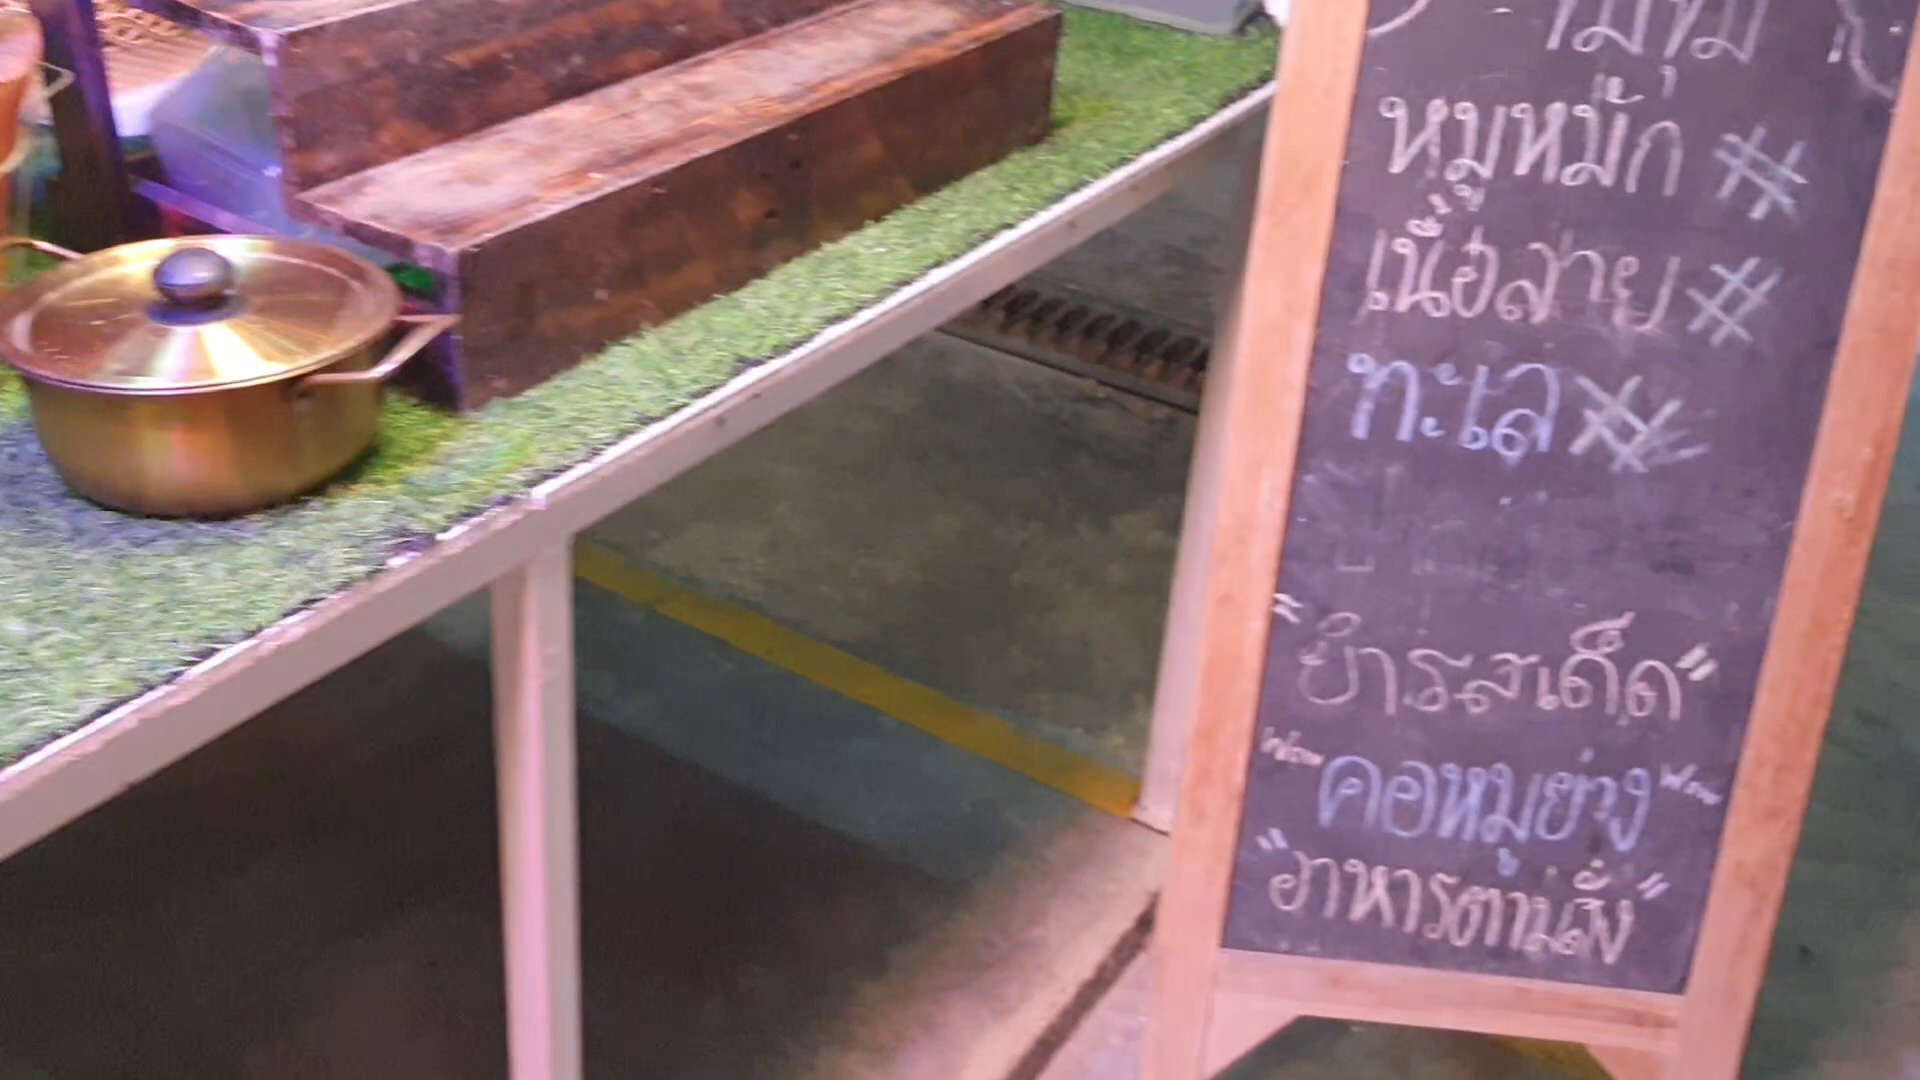 หมูหมัก #
เนื้อลาย #
ทะเล #
"ยำรสเด็ด"
"Wow" คอหมูย่าง "Wow"
"อาหารตามสั่ง"